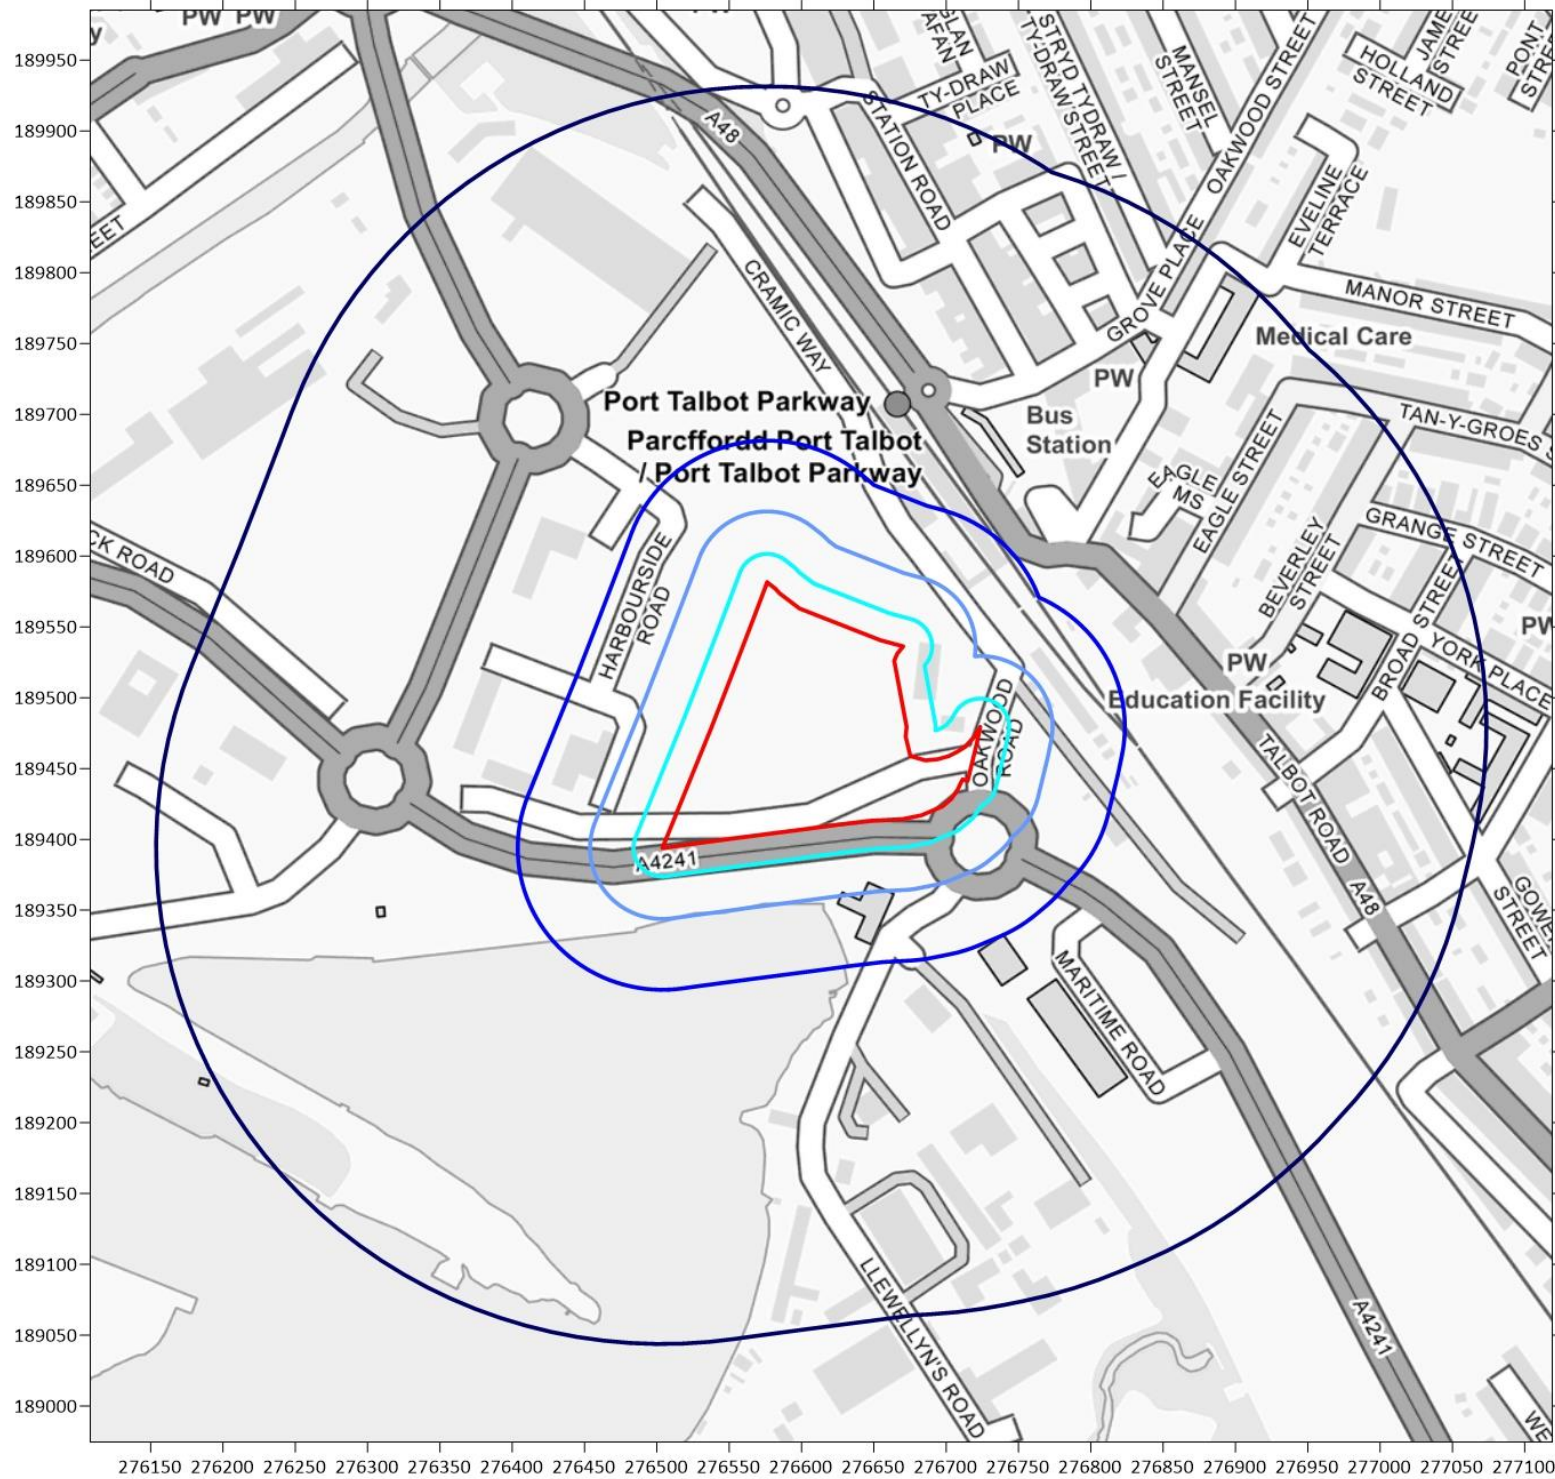 PW PW
189950
189900
189850
189800
189750
189700
189650
189600
189550
189500
189450
189400
189350
189300
189250
189200
189150
189100
189050
189000
A48
STATION ROAD
TY-DRAW
PLACE
PW
GLAN
AFAN
STRYD TYDRAW /
TY-DRAW STREET
MANSEL
STREET
OAKWOOD STREET
HOLLAND
STREET
EVELINE
TERRACE
GROVE PLACE
MANOR STREET
Medical Care
CRAMIC WAY
Port Talbot Parkway
Parcffordd Port Talbot
/ Port Talbot Parkway
PW
Bus
Station
TAN-Y-GROES S
EAGLE
MS
EAGLE STREET
GRANGE STREET
BEVERLEY
STREET
BROAD STREET
YORK PLACE
PW
PW
Education Facility
CK ROAD
EET
HARBOURSIDE
ROAD
OAKWOOD
ROAD
TALBOT ROAD
A4241
A48
GOWE
STREET
MARITIME ROAD
LLEWELLYN'S ROAD
A4241
WE
276150 276200 276250 276300 276350 276400 276450 276500 276550 276600 276650 276700 276750 276800 276850 276900 276950 277000 277050 277100